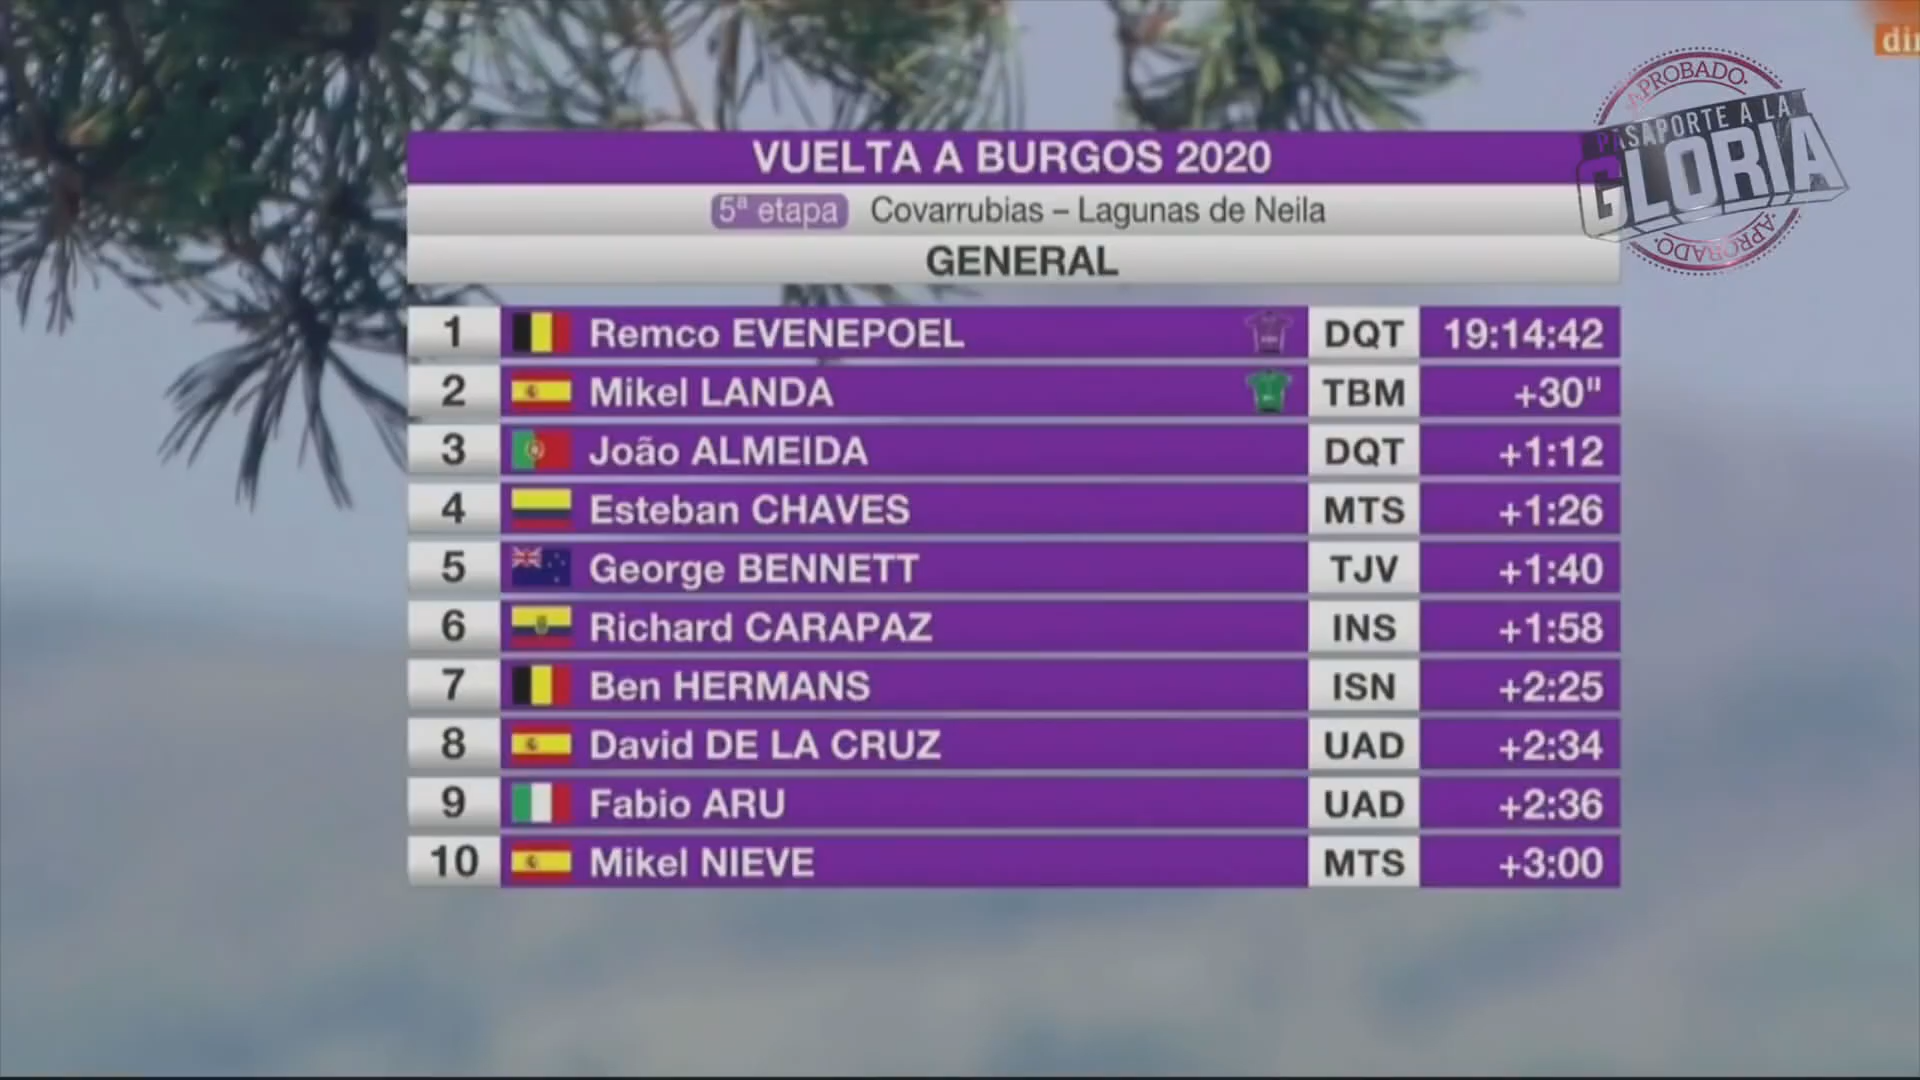 dir
APROBADO
PASAPORTE A LA
GLORIA
APROBADO
VUELTA A BURGOS 2020
5ª etapa Covarrubias – Lagunas de Neila
GENERAL
1 Remco EVENEPOEL DQT 19:14:42
2 Mikel LANDA TBM +30"
3 João ALMEIDA DQT +1:12
4 Esteban CHAVES MTS +1:26
5 George BENNETT TJV +1:40
6 Richard CARAPAZ INS +1:58
7 Ben HERMANS ISN +2:25
8 David DE LA CRUZ UAD +2:34
9 Fabio ARU UAD +2:36
10 Mikel NIEVE MTS +3:00